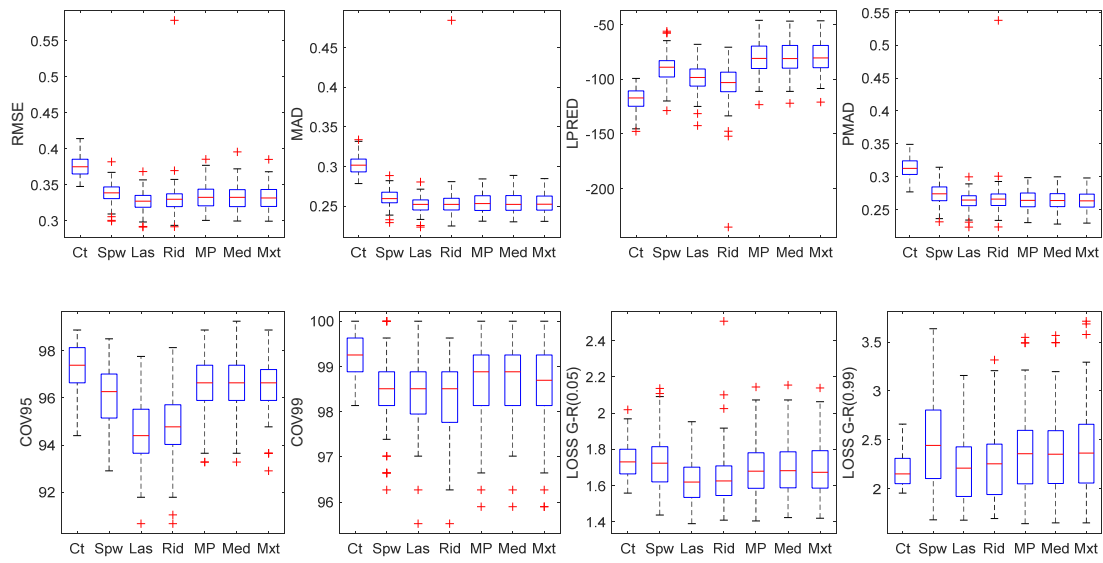 RMSE
0.55
0.5
0.45
0.4
0.35
0.3
Ct Spw Las Rid MP Med Mxt
MAD
0.45
0.4
0.35
0.3
0.25
Ct Spw Las Rid MP Med Mxt
LPRED
-50
-100
-150
-200
Ct Spw Las Rid MP Med Mxt
PMAD
0.55
0.5
0.45
0.4
0.35
0.3
0.25
Ct Spw Las Rid MP Med Mxt
COV95
98
96
94
92
Ct Spw Las Rid MP Med Mxt
COV99
100
99
98
97
96
Ct Spw Las Rid MP Med Mxt
LOSS G-R(0.05)
2.4
2.2
2
1.8
1.6
1.4
Ct Spw Las Rid MP Med Mxt
LOSS G-R(0.99)
3.5
3
2.5
2
Ct Spw Las Rid MP Med Mxt